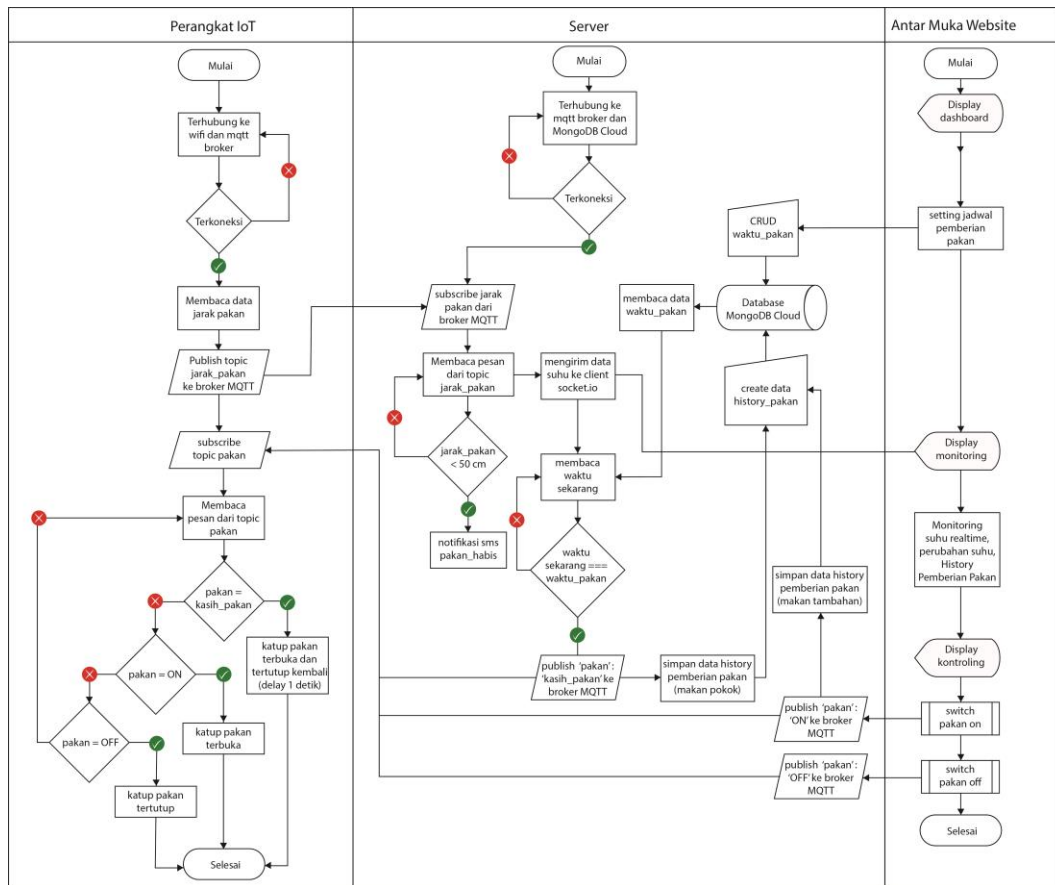 Perangkat IoT
Server
Antar Muka Website
Mulai
Terhubung ke
wifi dan mqtt
broker
Terkoneksi
Membaca data
jarak pakan
Publish topic
jarak_pakan
ke broker MQTT
subscribe
topic pakan
Membaca
pesan dari topic
pakan
pakan =
kasih_pakan
katup pakan
terbuka dan
tertutup kembali
(delay 1 detik)
pakan = ON
katup pakan
terbuka
pakan = OFF
katup pakan
tertutup
Selesai
Mulai
Terhubung ke
mqtt broker dan
MongoDB Cloud
Terkoneksi
subscribe jarak
pakan dari
broker MQTT
Membaca pesan
dari topic
jarak_pakan
jarak_pakan
< 50 cm
notifikasi sms
pakan_habis
mengirim data
suhu ke client
socket.io
membaca
waktu
sekarang
waktu
sekarang ===
waktu_pakan
publish 'pakan':
'kasih_pakan' ke
broker MQTT
simpan data history
pemberian pakan
(makan pokok)
membaca data
waktu_pakan
CRUD
waktu_pakan
Database
MongoDB Cloud
create data
history_pakan
simpan data history
pemberian pakan
(makan tambahan)
publish 'pakan':
'ON' ke broker
MQTT
publish 'pakan':
'OFF' ke broker
MQTT
Mulai
Display
dashboard
setting jadwal
pemberian
pakan
Display
monitoring
Monitoring
suhu realtime,
perubahan suhu,
History
Pemberian Pakan
Display
kontroling
switch
pakan on
switch
pakan off
Selesai